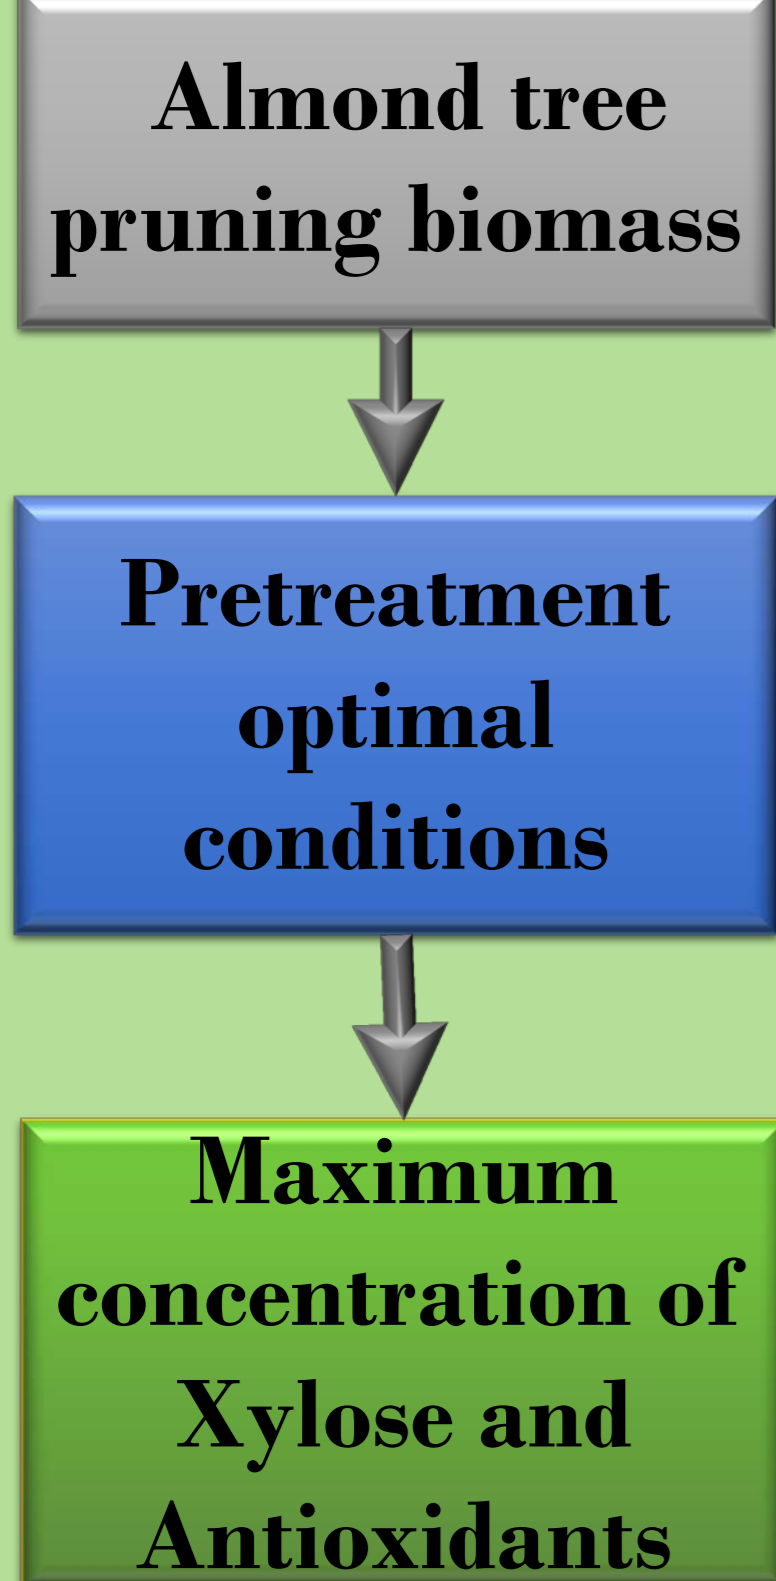 Almond tree
pruning biomass
Pretreatment
optimal
conditions
Maximum
concentration of
Xylose and
Antioxidants